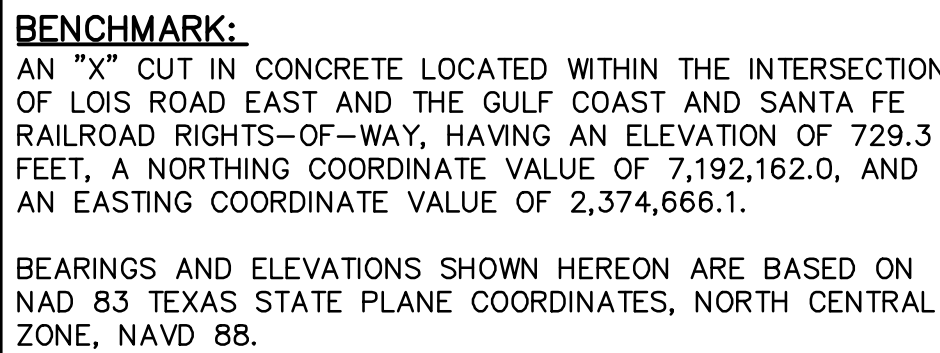 BENCHMARK:
AN "X" CUT IN CONCRETE LOCATED WITHIN THE INTERSECTION
OF LOIS ROAD EAST AND THE GULF COAST AND SANTA FE
RAILROAD RIGHTS-OF-WAY, HAVING AN ELEVATION OF 729.3
FEET, A NORTHING COORDINATE VALUE OF 7,192,162.0, AND
AN EASTING COORDINATE VALUE OF 2,374,666.1.
BEARINGS AND ELEVATIONS SHOWN HEREON ARE BASED ON
NAD 83 TEXAS STATE PLANE COORDINATES, NORTH CENTRAL
ZONE, NAVD 88.